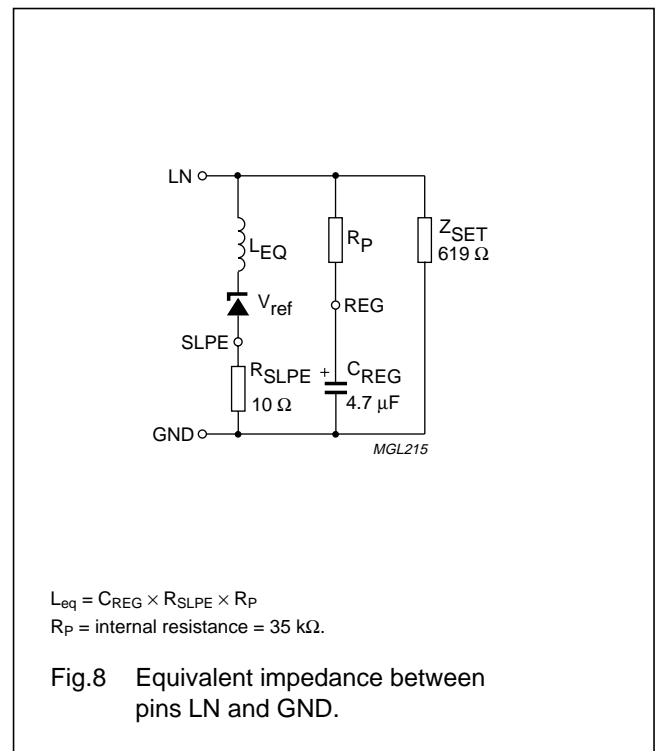 LN
L_EQ
R_P
Z_SET
619 Ω
V_ref
REG
SLPE
R_SLPE
+
C_REG
10 Ω
4.7 µF
GND
MGL215
L_eq = C_REG × R_SLPE × R_P
R_P = internal resistance = 35 kΩ.
Fig.8 Equivalent impedance between
pins LN and GND.